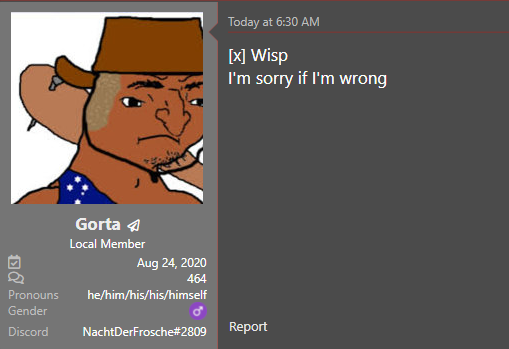 Today at 6:30 AM
[x] Wisp
I'm sorry if I'm wrong
Gorta
Local Member
Aug 24, 2020
464
Pronouns he/him/his/his/himself
Gender
Discord NachtDerFrosche#2809
Report